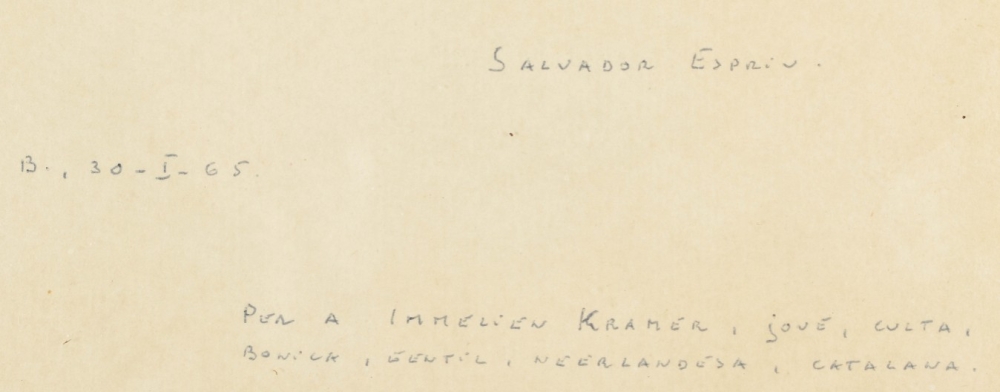 Salvador Espriu.
B., 30-I-65.
Per a Immelien Kramer, jove, culta,
bonica, gentil, neerlandesa, catalana.